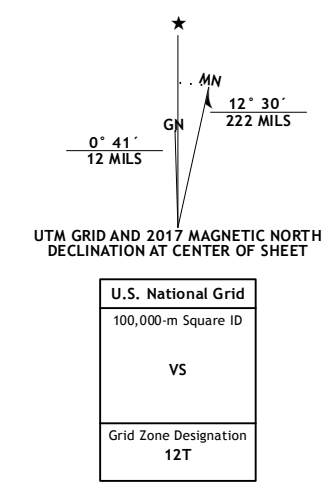 ★
MN
GN
12° 30´
222 MILS
0° 41´
12 MILS
UTM GRID AND 2017 MAGNETIC NORTH
DECLINATION AT CENTER OF SHEET
U.S. National Grid
100,000-m Square ID
VS
Grid Zone Designation
12T